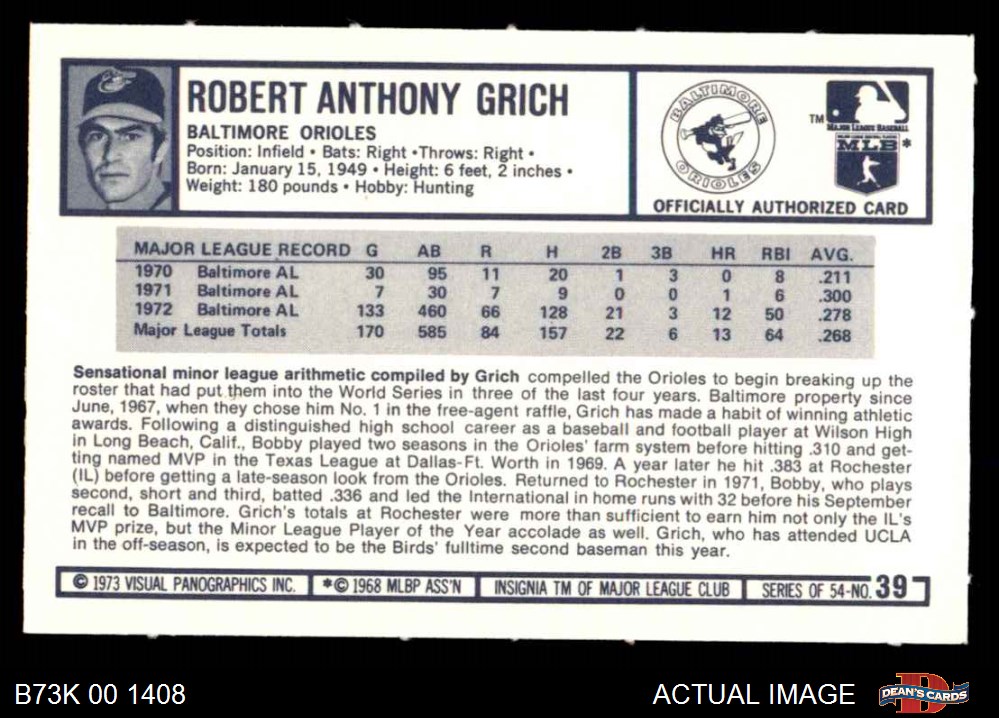 ROBERT ANTHONY GRICH
BALTIMORE ORIOLES
Position: Infield • Bats: Right •Throws: Right •
Born: January 15, 1949 • Height: 6 feet, 2 inches •
Weight: 180 pounds • Hobby: Hunting
BALTIMORE
ORIOLES
TM
MAJOR LEAGUE BASEBALL
MLB*
OFFICIALLY AUTHORIZED CARD
MAJOR LEAGUE RECORD G AB R H 2B 3B HR RBI AVG.
1970 Baltimore AL 30 95 11 20 1 3 0 8 .211
1971 Baltimore AL 7 30 7 9 0 0 1 6 .300
1972 Baltimore AL 133 460 66 128 21 3 12 50 .278
Major League Totals 170 585 84 157 22 6 13 64 .268
Sensational minor league arithmetic compiled by Grich compelled the Orioles to begin breaking up the
roster that had put them into the World Series in three of the last four years. Baltimore property since
June, 1967, when they chose him No. 1 in the free-agent raffle, Grich has made a habit of winning athletic
awards. Following a distinguished high school career as a baseball and football player at Wilson High
in Long Beach, Calif., Bobby played two seasons in the Orioles' farm system before hitting .310 and get-
ting named MVP in the Texas League at Dallas-Ft. Worth in 1969. A year later he hit .383 at Rochester
(IL) before getting a late-season look from the Orioles. Returned to Rochester in 1971, Bobby, who plays
second, short and third, batted .336 and led the International in home runs with 32 before his September
recall to Baltimore. Grich's totals at Rochester were more than sufficient to earn him not only the IL's
MVP prize, but the Minor League Player of the Year accolade as well. Grich, who has attended UCLA
in the off-season, is expected to be the Birds' fulltime second baseman this year.
© 1973 VISUAL PANOGRAPHICS INC. *© 1968 MLBP ASS'N INSIGNIA TM OF MAJOR LEAGUE CLUB SERIES OF 54-NO. 39
B73K 00 1408 ACTUAL IMAGE DEAN'S CARDS